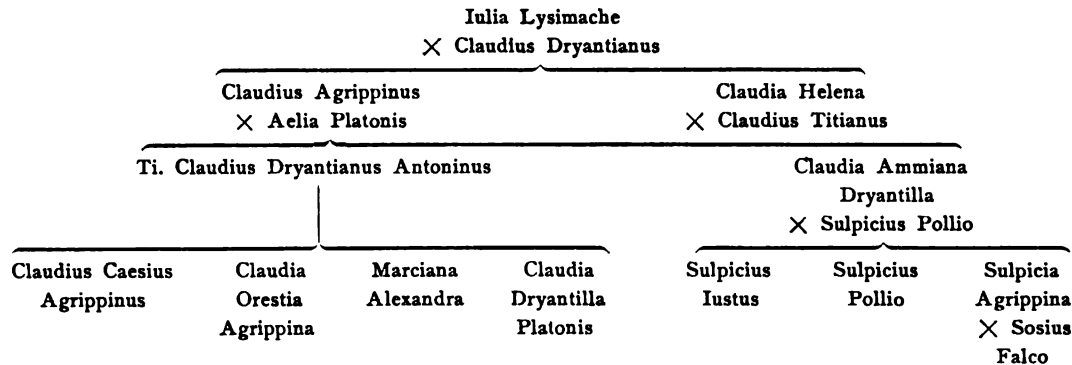 Iulia Lysimache
× Claudius Dryantianus
Claudius Agrippinus
× Aelia Platonis
Claudia Helena
× Claudius Titianus
Ti. Claudius Dryantianus Antoninus
Claudia Ammiana
Dryantilla
× Sulpicius Pollio
Claudius Caesius
Agrippinus
Claudia
Orestia
Agrippina
Marciana
Alexandra
Claudia
Dryantilla
Platonis
Sulpicius
Iustus
Sulpicius
Pollio
Sulpicia
Agrippina
× Sosius
Falco